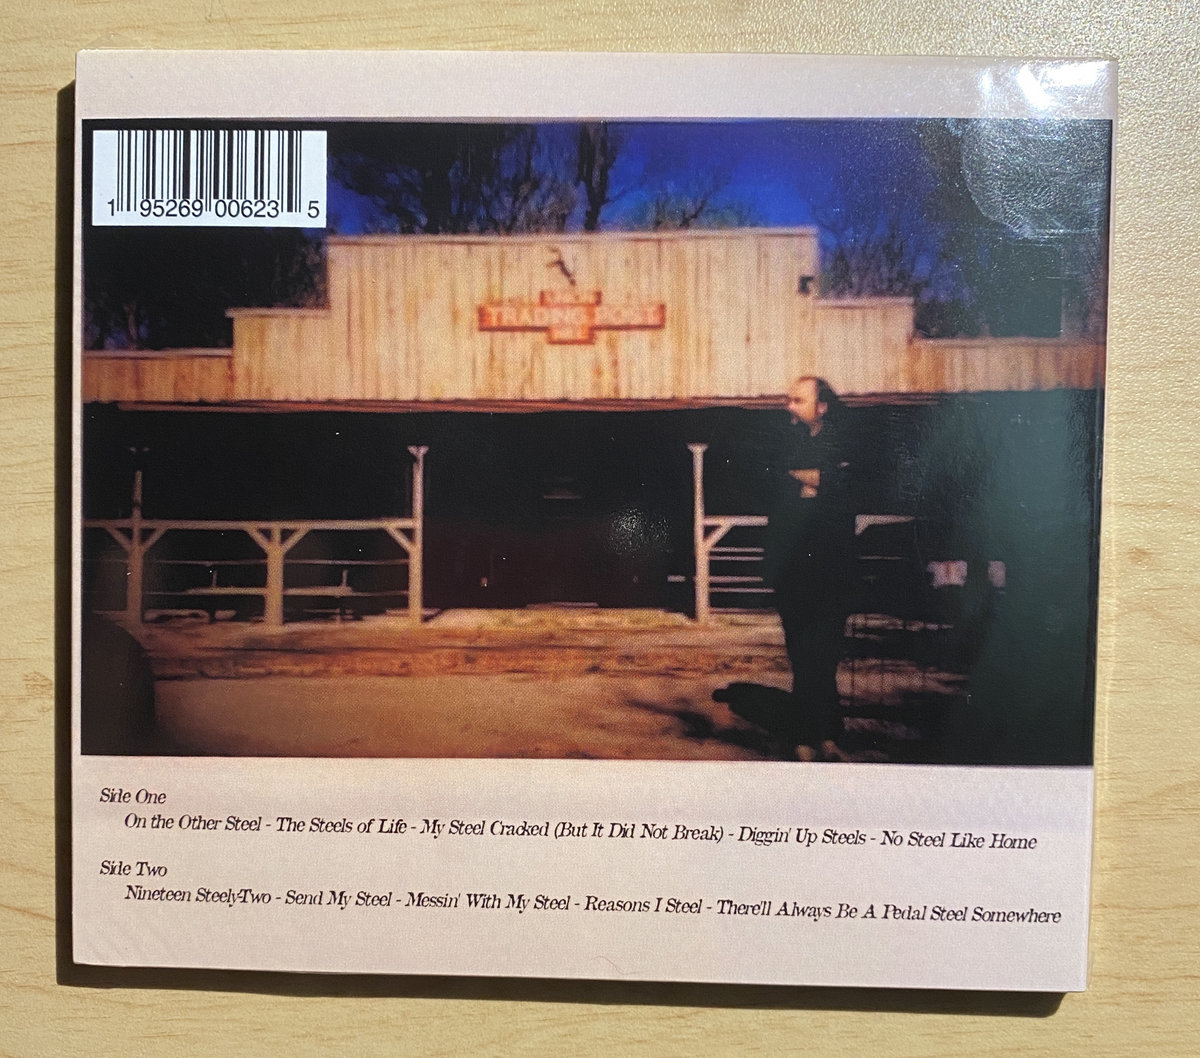 1 95269 00623 5
TRADING POST
Side One
On the Other Steel - The Steels of Life - My Steel Cracked (But It Did Not Break) - Diggin' Up Steels - No Steel Like Home
Side Two
Nineteen Steely-Two - Send My Steel - Messin' With My Steel - Reasons I Steel - There'll Always Be A Pedal Steel Somewhere